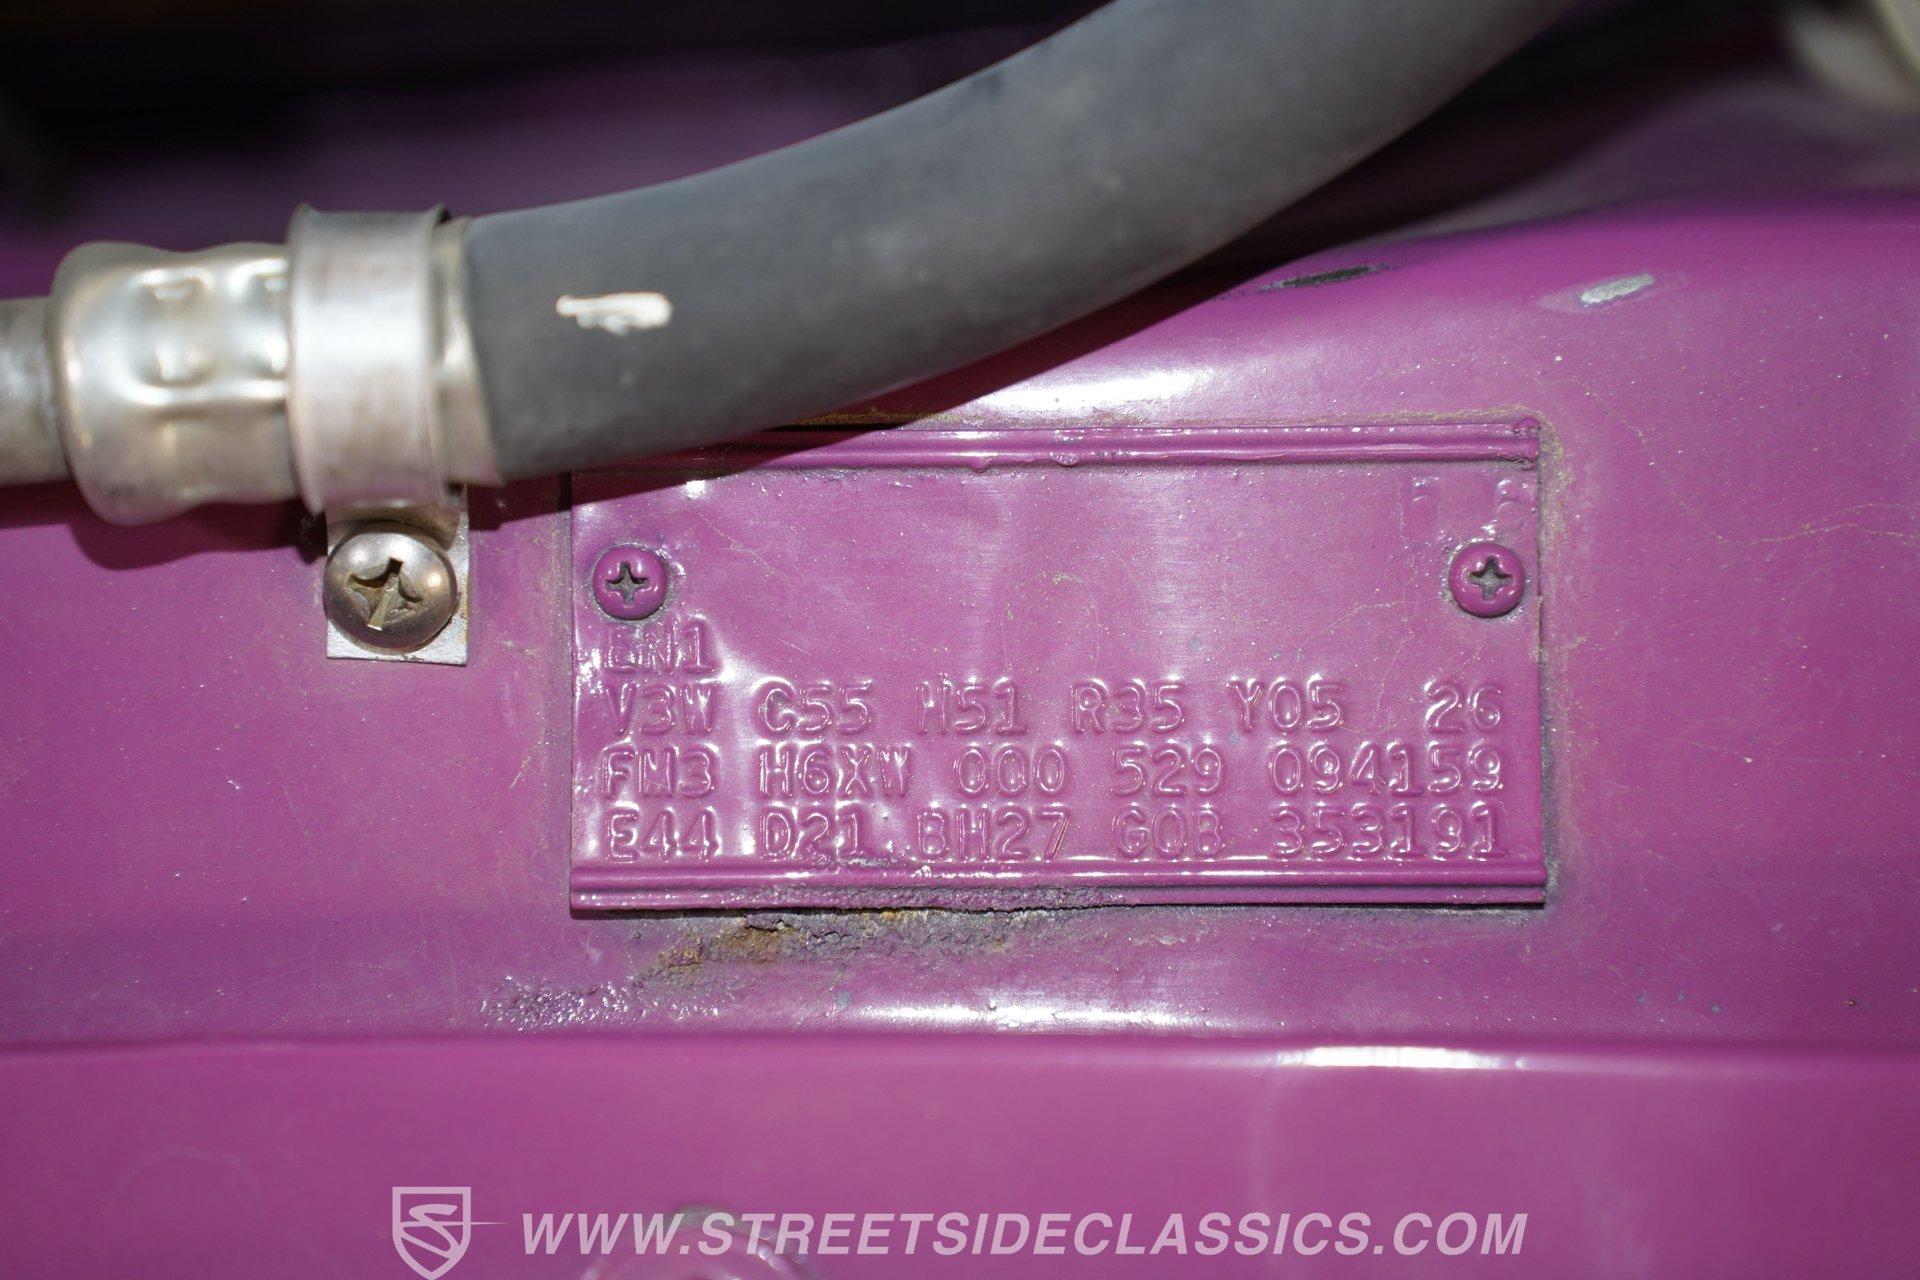 EN1
V3W C55 H51 R35 Y05 26
FM3 H6XW 000 529 094159
E44 D21 BH27 G0B 353191
WWW.STREETSIDECLASSICS.COM